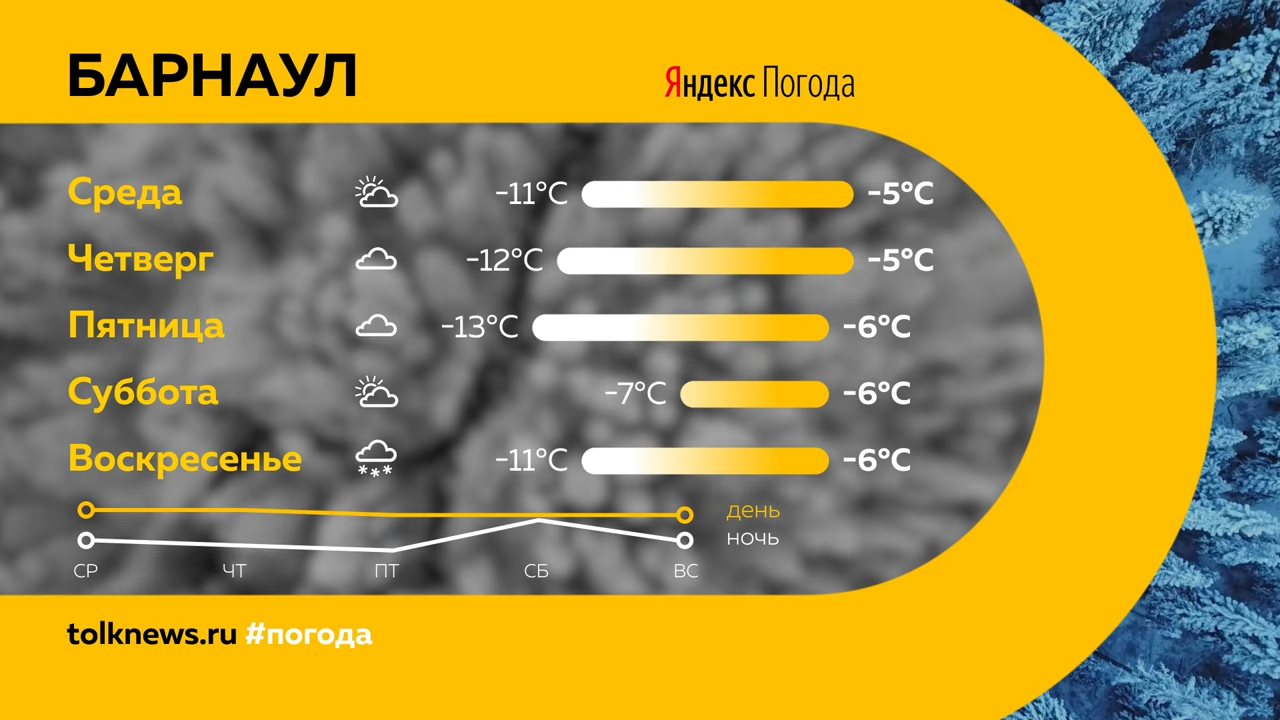 БАРНАУЛ
Яндекс Погода
Среда -11°C -5°C
Четверг -12°C -5°C
Пятница -13°C -6°C
Суббота -7°C -6°C
Воскресенье -11°C -6°C
день
ночь
СР ЧТ ПТ СБ ВС
tolknews.ru #погода